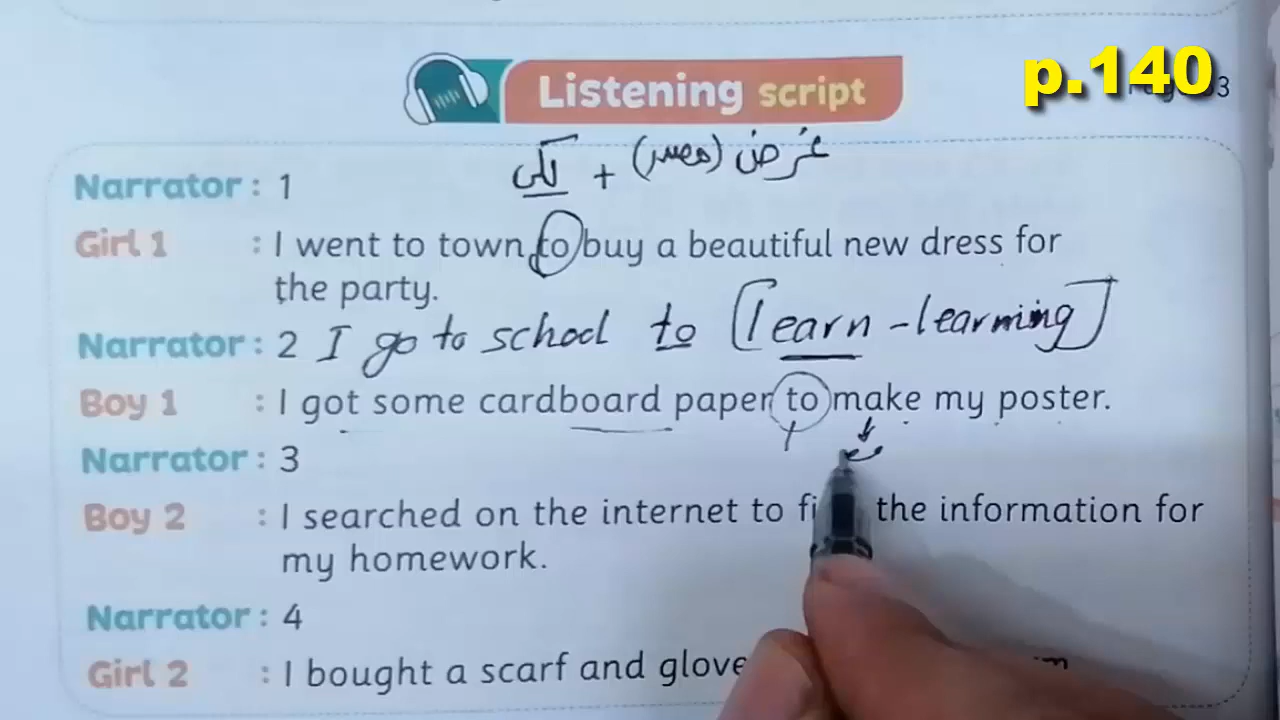 p.140
Listening script
لكى + (مصدر) غرض
Narrator : 1
Girl 1 : I went to town to buy a beautiful new dress for
the party.
Narrator : 2 I go to school to [learn - learning]
Boy 1 : I got some cardboard paper to make my poster.
Narrator : 3
Boy 2 : I searched on the internet to the information for
my homework.
Narrator : 4
Girl 2 : I bought a scarf and